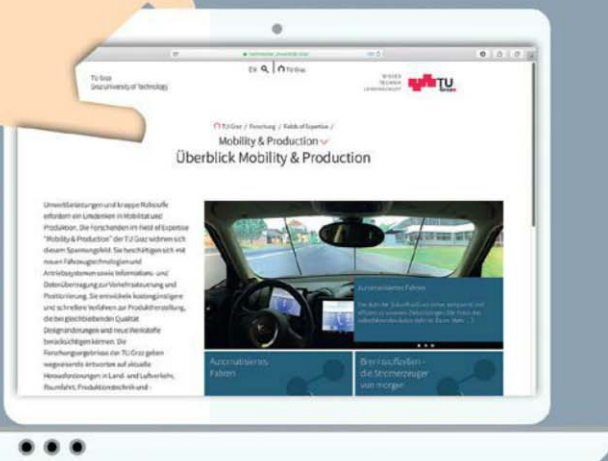 TU Graz
Graz University of Technology
EN
TU Graz
WISSEN
TECHNIK
LEIDENSCHAFT
TU
Graz
TU Graz / Forschung / Fields of Expertise /
Mobility & Production
Überblick Mobility & Production
Umweltbelastungen und knappe Rohstoffe
erfordern ein Umdenken in Mobilität und
Produktion. Die Forschenden im Field of Expertise
"Mobility & Production" der TU Graz widmen sich
diesem Spannungsfeld. Sie beschäftigen sich mit
neuen Fahrzeugtechnologien und
Antriebssystemen sowie Informations- und
Datenübertragung zur Verkehrssteuerung und
Positionierung. Sie entwickeln kostengünstigere
und schnellere Verfahren zur Produktherstellung,
die bei gleichbleibender Qualität
Designänderungen und neue Werkstoffe
berücksichtigen können. Die
Forschungsergebnisse der TU Graz geben
wegweisende Antworten auf aktuelle
Herausforderungen in Land- und Luftverkehr,
Raumfahrt, Produktionstechnik und -
Automatisiertes Fahren
Automatisiertes
Fahren
Brennstoffzellen –
die Stromerzeuger
von morgen